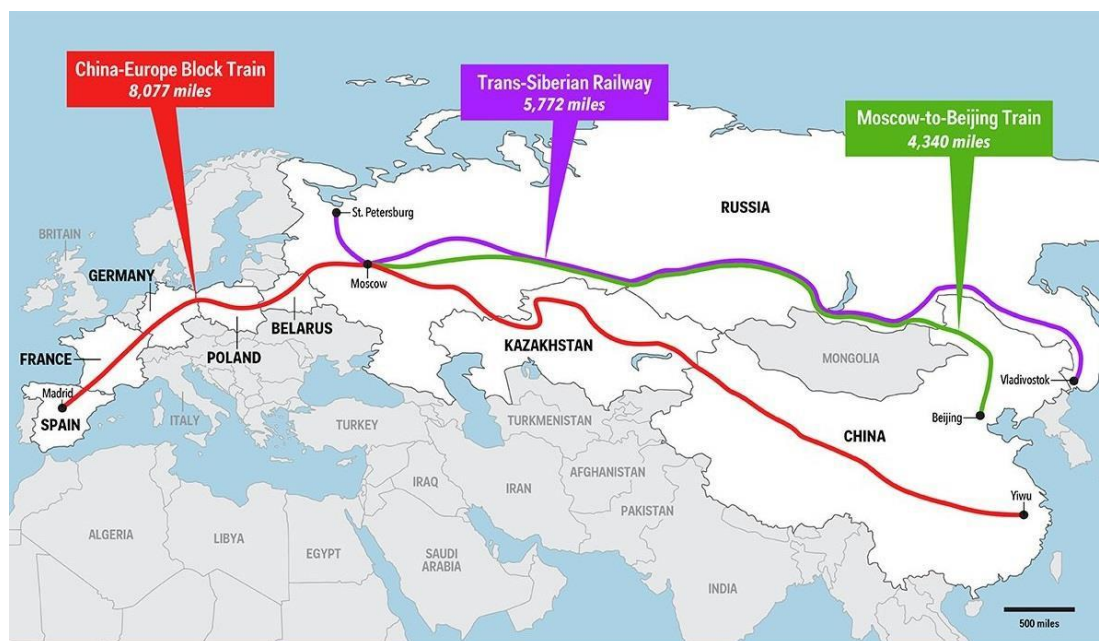 China-Europe Block Train
8,077 miles
Trans-Siberian Railway
5,772 miles
Moscow-to-Beijing Train
4,340 miles
RUSSIA
St. Petersburg
BRITAIN
GERMANY
Moscow
BELARUS
FRANCE
POLAND
KAZAKHSTAN
MONGOLIA
Vladivostok
Madrid
SPAIN
ITALY
TURKEY
TURKMENISTAN
Beijing
CHINA
AFGHANISTAN
IRAQ
IRAN
PAKISTAN
Yiwu
ALGERIA
LIBYA
EGYPT
SAUDI
ARABIA
INDIA
500 miles